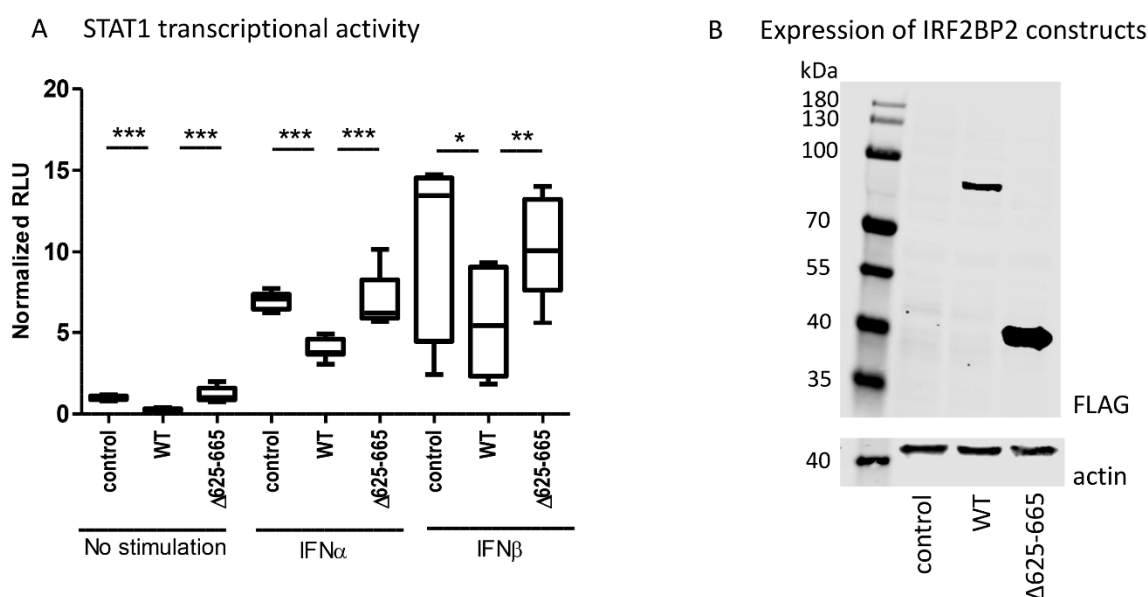 A STAT1 transcriptional activity
Normalized RLU
20
15
10
5
0
*** *** *** *** * **
control WT Δ625-665 control WT Δ625-665 control WT Δ625-665
No stimulation IFNα IFNβ
B Expression of IRF2BP2 constructs
kDa
180
130
100
70
55
40
35
FLAG
40
actin
control WT Δ625-665